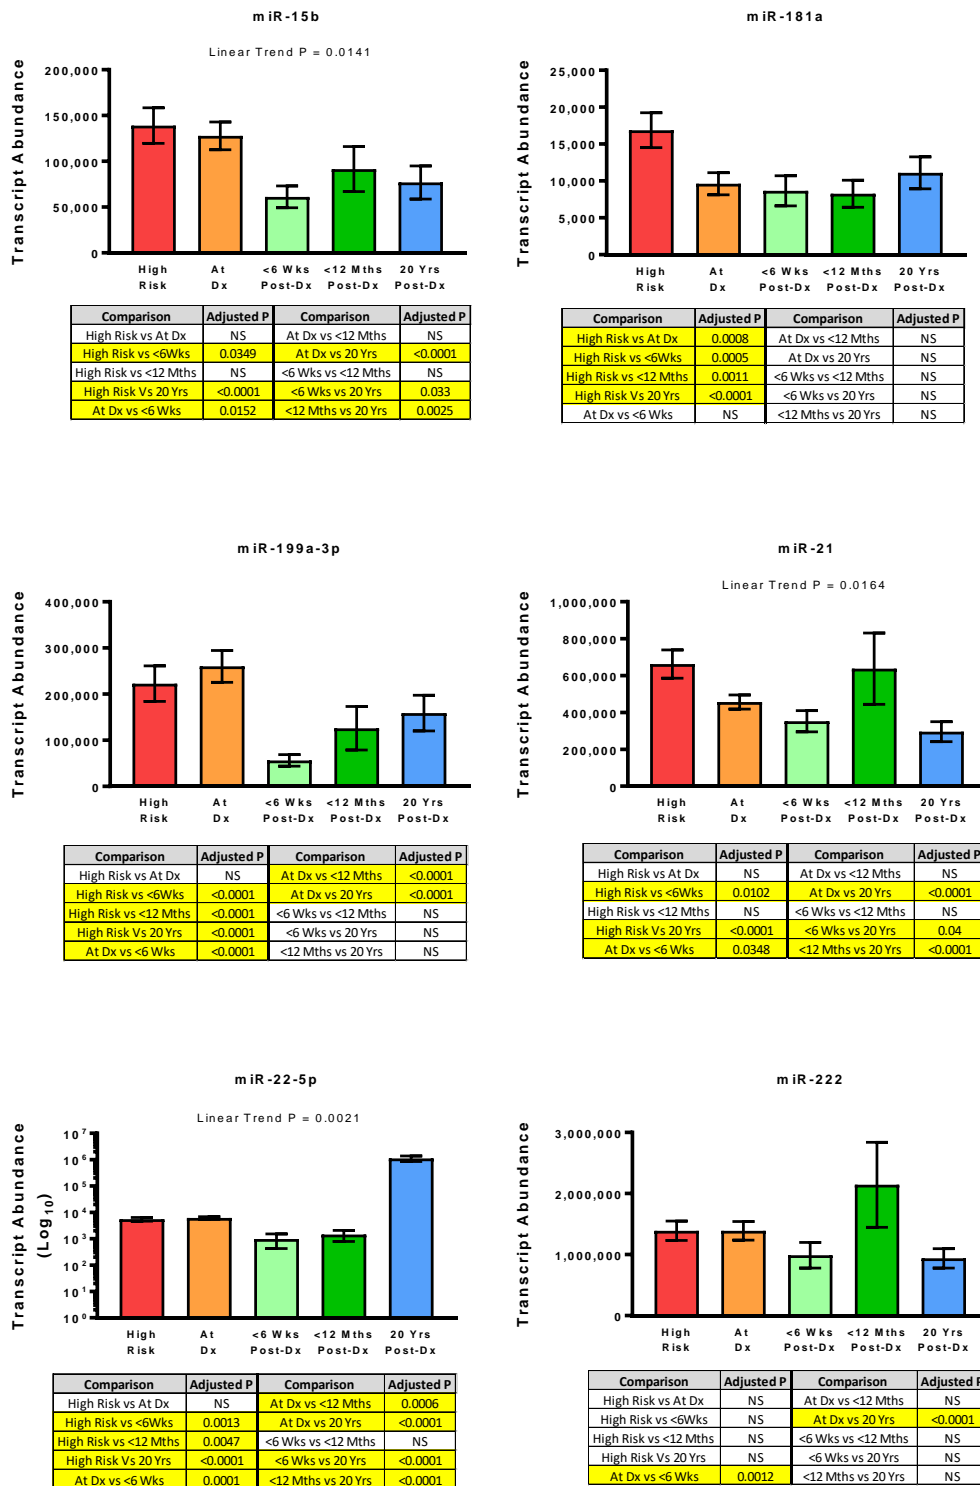 miR-15b
Linear Trend P = 0.0141
Transcript Abundance
200,000
150,000
100,000
50,000
0
High Risk
At Dx
<6 Wks Post-Dx
<12 Mths Post-Dx
20 Yrs Post-Dx
Comparison Adjusted P Comparison Adjusted P
High Risk vs At Dx NS At Dx vs <12 Mths NS
High Risk vs <6Wks 0.0349 At Dx vs 20 Yrs <0.0001
High Risk vs <12 Mths NS <6 Wks vs <12 Mths NS
High Risk Vs 20 Yrs <0.0001 <6 Wks vs 20 Yrs 0.033
At Dx vs <6 Wks 0.0152 <12 Mths vs 20 Yrs 0.0025
miR-181a
Transcript Abundance
25,000
20,000
15,000
10,000
5,000
0
High Risk
At Dx
<6 Wks Post-Dx
<12 Mths Post-Dx
20 Yrs Post-Dx
Comparison Adjusted P Comparison Adjusted P
High Risk vs At Dx 0.0008 At Dx vs <12 Mths NS
High Risk vs <6Wks 0.0005 At Dx vs 20 Yrs NS
High Risk vs <12 Mths 0.0011 <6 Wks vs <12 Mths NS
High Risk Vs 20 Yrs <0.0001 <6 Wks vs 20 Yrs NS
At Dx vs <6 Wks NS <12 Mths vs 20 Yrs NS
miR-199a-3p
Transcript Abundance
400,000
300,000
200,000
100,000
0
High Risk
At Dx
<6 Wks Post-Dx
<12 Mths Post-Dx
20 Yrs Post-Dx
Comparison Adjusted P Comparison Adjusted P
High Risk vs At Dx NS At Dx vs <12 Mths <0.0001
High Risk vs <6Wks <0.0001 At Dx vs 20 Yrs <0.0001
High Risk vs <12 Mths <0.0001 <6 Wks vs <12 Mths NS
High Risk Vs 20 Yrs <0.0001 <6 Wks vs 20 Yrs NS
At Dx vs <6 Wks <0.0001 <12 Mths vs 20 Yrs NS
miR-21
Linear Trend P = 0.0164
Transcript Abundance
1,000,000
800,000
600,000
400,000
200,000
0
High Risk
At Dx
<6 Wks Post-Dx
<12 Mths Post-Dx
20 Yrs Post-Dx
Comparison Adjusted P Comparison Adjusted P
High Risk vs At Dx NS At Dx vs <12 Mths NS
High Risk vs <6Wks 0.0102 At Dx vs 20 Yrs <0.0001
High Risk vs <12 Mths NS <6 Wks vs <12 Mths NS
High Risk Vs 20 Yrs <0.0001 <6 Wks vs 20 Yrs 0.04
At Dx vs <6 Wks 0.0348 <12 Mths vs 20 Yrs <0.0001
miR-22-5p
Linear Trend P = 0.0021
Transcript Abundance
(Log10)
10⁷
10⁶
10⁵
10⁴
10³
10²
10¹
10⁰
High Risk
At Dx
<6 Wks Post-Dx
<12 Mths Post-Dx
20 Yrs Post-Dx
Comparison Adjusted P Comparison Adjusted P
High Risk vs At Dx NS At Dx vs <12 Mths 0.0006
High Risk vs <6Wks 0.0013 At Dx vs 20 Yrs <0.0001
High Risk vs <12 Mths 0.0047 <6 Wks vs <12 Mths NS
High Risk Vs 20 Yrs <0.0001 <6 Wks vs 20 Yrs <0.0001
At Dx vs <6 Wks 0.0001 <12 Mths vs 20 Yrs <0.0001
miR-222
Transcript Abundance
3,000,000
2,000,000
1,000,000
0
High Risk
At Dx
<6 Wks Post-Dx
<12 Mths Post-Dx
20 Yrs Post-Dx
Comparison Adjusted P Comparison Adjusted P
High Risk vs At Dx NS At Dx vs <12 Mths NS
High Risk vs <6Wks NS At Dx vs 20 Yrs <0.0001
High Risk vs <12 Mths NS <6 Wks vs <12 Mths NS
High Risk Vs 20 Yrs NS <6 Wks vs 20 Yrs NS
At Dx vs <6 Wks 0.0012 <12 Mths vs 20 Yrs NS